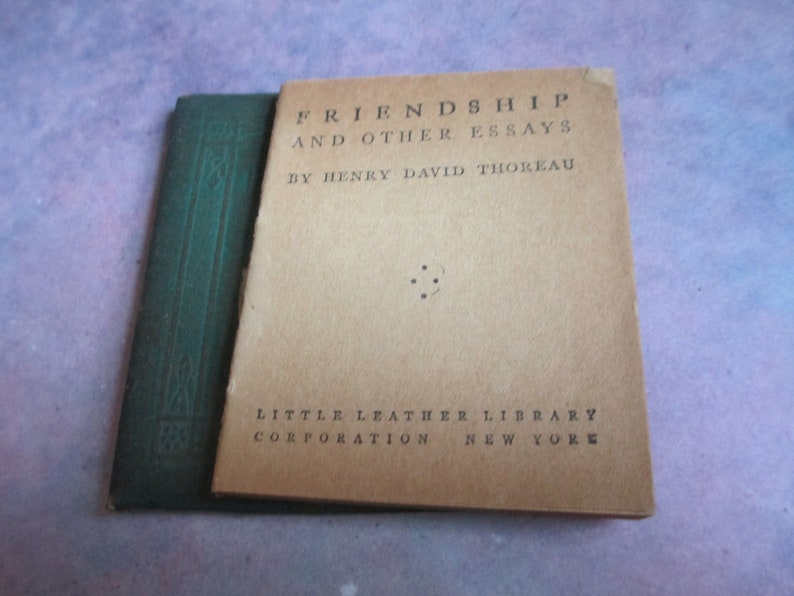 FRIENDSHIP
AND OTHER ESSAYS
BY HENRY DAVID THOREAU
LITTLE LEATHER LIBRARY
CORPORATION NEW YORK